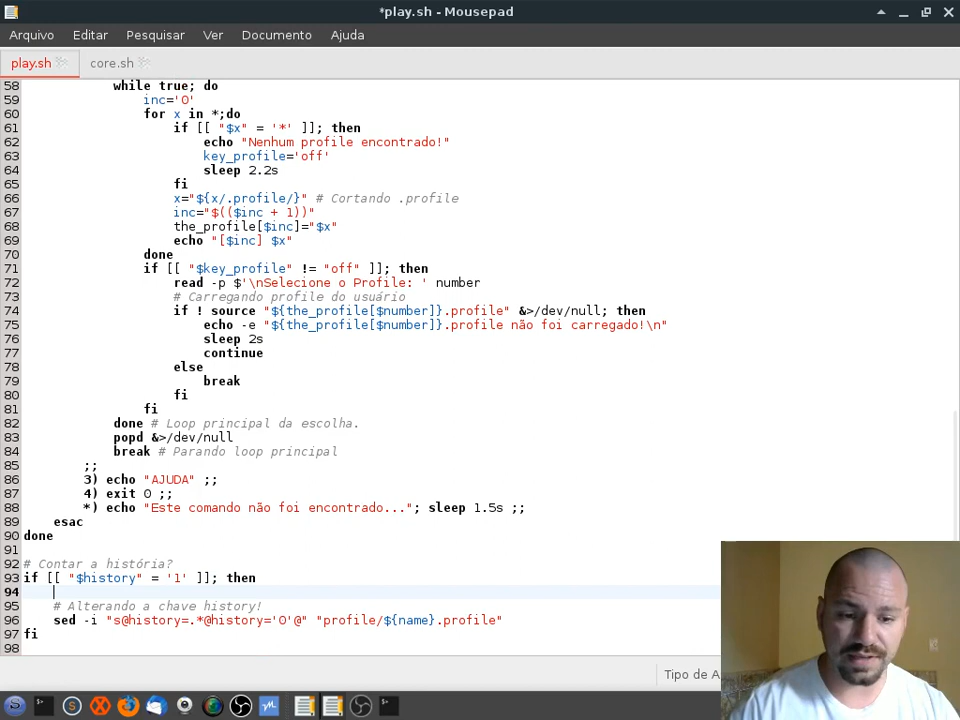 *play.sh - Mousepad
Arquivo Editar Pesquisar Ver Documento Ajuda
play.sh core.sh
58 while true; do
59 inc='0'
60 for x in *;do
61 if [[ "$x" = '*' ]]; then
62 echo "Nenhum profile encontrado!"
63 key_profile='off'
64 sleep 2.2s
65 fi
66 x="${x/.profile/}" # Cortando .profile
67 inc="$(($inc + 1))"
68 the_profile[$inc]="$x"
69 echo "[$inc] $x"
70 done
71 if [[ "$key_profile" != "off" ]]; then
72 read -p $'\nSelecione o Profile: ' number
73 # Carregando profile do usuário
74 if ! source "${the_profile[$number]}.profile" &>/dev/null; then
75 echo -e "${the_profile[$number]}.profile não foi carregado!\n"
76 sleep 2s
77 continue
78 else
79 break
80 fi
81 fi
82 done # Loop principal da escolha.
83 popd &>/dev/null
84 break # Parando loop principal
85 ;;
86 3) echo "AJUDA" ;;
87 4) exit 0 ;;
88 *) echo "Este comando não foi encontrado..."; sleep 1.5s ;;
89 esac
90 done
91
92 # Contar a história?
93 if [[ "$history" = '1' ]]; then
94
95 # Alterando a chave history!
96 sed -i "s@history=.*@history='0'@" "profile/${name}.profile"
97 fi
98
Tipo de A